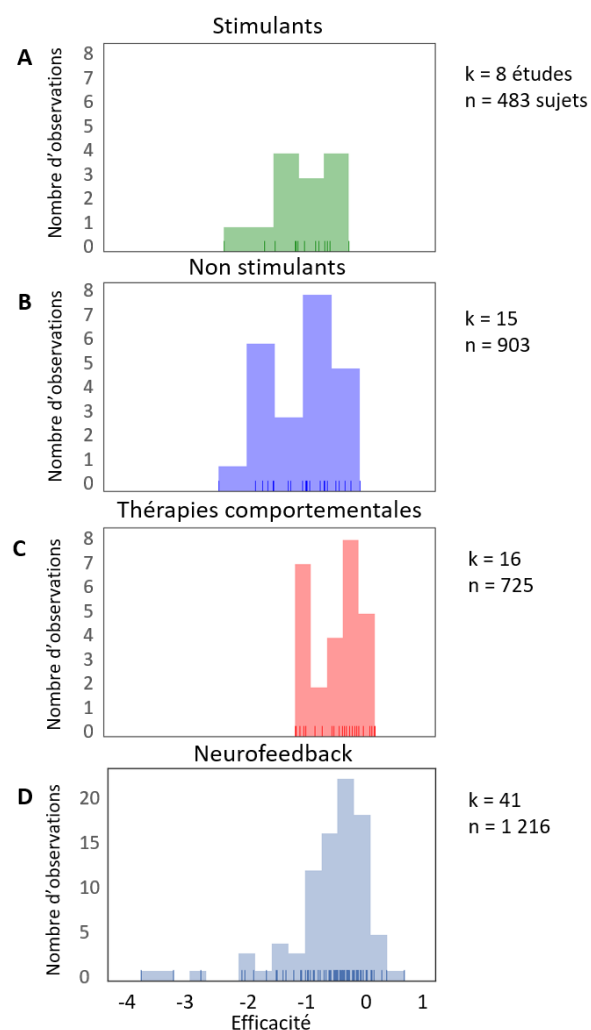 Stimulants
A
Nombre d'observations
8
7
6
5
4
3
2
1
0
k = 8 études
n = 483 sujets
Non stimulants
B
Nombre d'observations
8
7
6
5
4
3
2
1
0
k = 15
n = 903
Thérapies comportementales
C
Nombre d'observations
8
7
6
5
4
3
2
1
0
k = 16
n = 725
Neurofeedback
D
Nombre d'observations
20
15
10
5
0
k = 41
n = 1 216
-4 -3 -2 -1 0 1
Efficacité